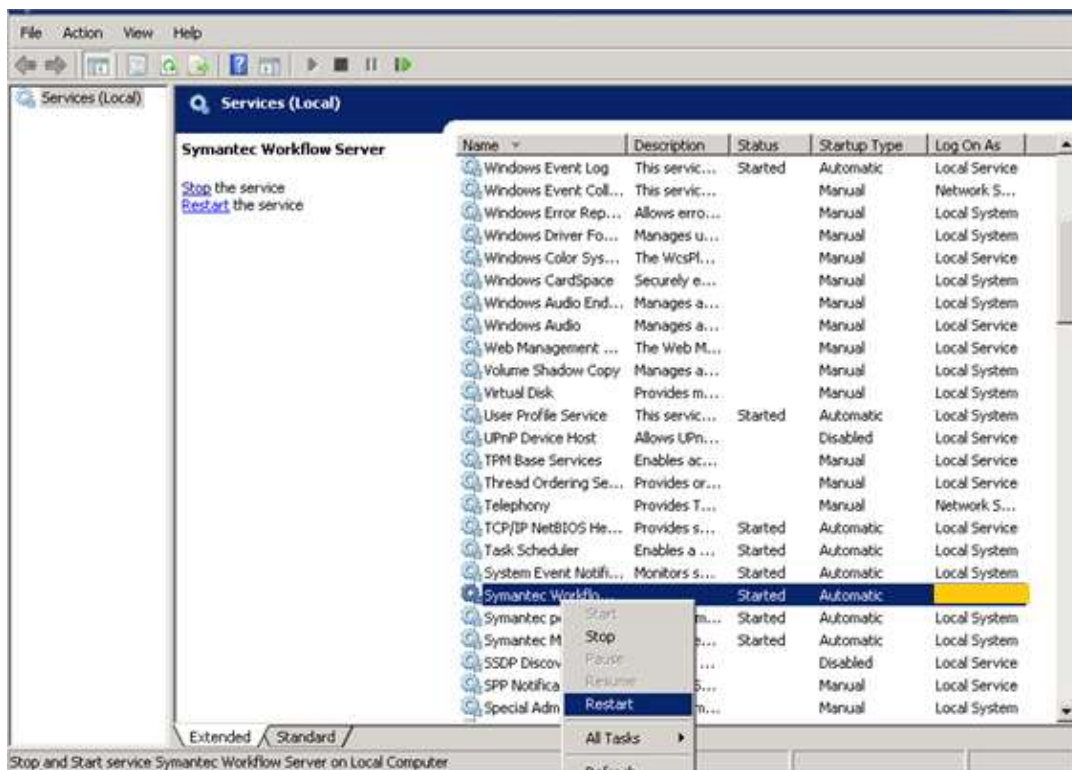 File Action View Help
Services (Local)
Services (Local)
Symantec Workflow Server
Stop the service
Restart the service
Name Description Status Startup Type Log On As
Windows Event Log This servic... Started Automatic Local Service
Windows Event Coll... This servic... Manual Network S...
Windows Error Rep... Allows erro... Manual Local System
Windows Driver Fo... Manages u... Manual Local System
Windows Color Sys... The WcsPl... Manual Local Service
Windows CardSpace Securely e... Manual Local System
Windows Audio End... Manages a... Manual Local System
Windows Audio Manages a... Manual Local Service
Web Management ... The Web M... Manual Local Service
Volume Shadow Copy Manages a... Manual Local System
Virtual Disk Provides m... Manual Local System
User Profile Service This servic... Started Automatic Local System
UPnP Device Host Allows UPn... Disabled Local Service
TPM Base Services Enables ac... Manual Local Service
Thread Ordering Se... Provides or... Manual Local Service
Telephony Provides T... Manual Network S...
TCP/IP NetBIOS He... Provides s... Started Automatic Local Service
Task Scheduler Enables a ... Started Automatic Local System
System Event Notifi... Monitors s... Started Automatic Local System
Symantec Workflo... Started Automatic
Symantec p m... Started Automatic Local System
Symantec M ... Started Automatic Local System
SSDP Discov ... Disabled Local Service
SPP Notifica S... Manual Local Service
Special Adm m... Manual Local System
Start
Stop
Pause
Resume
Restart
All Tasks
Refresh
Extended Standard
Stop and Start service Symantec Workflow Server on Local Computer